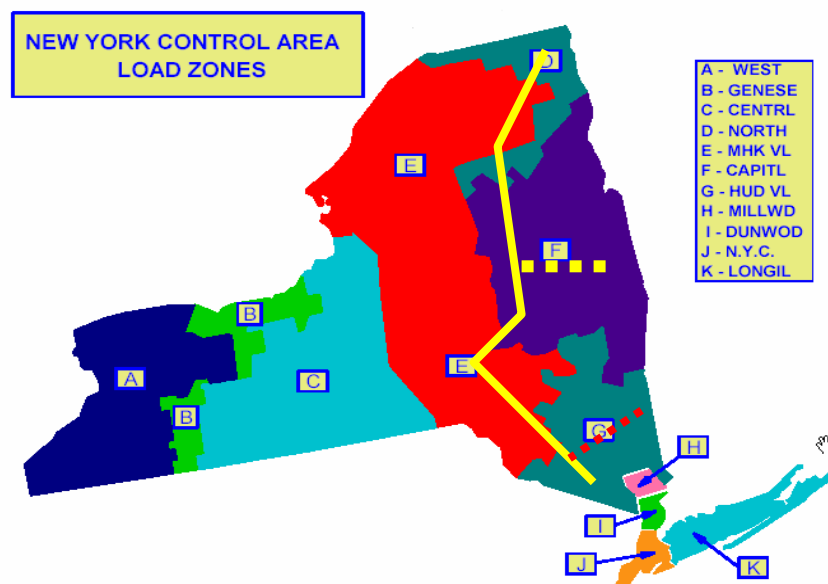 NEW YORK CONTROL AREA
LOAD ZONES
A - WEST
B - GENESE
C - CENTRL
D - NORTH
E - MHK VL
F - CAPITL
G - HUD VL
H - MILLWD
I - DUNWOD
J - N.Y.C.
K - LONGIL
D
E
F
B
A
C
E
B
G
H
I
J
K